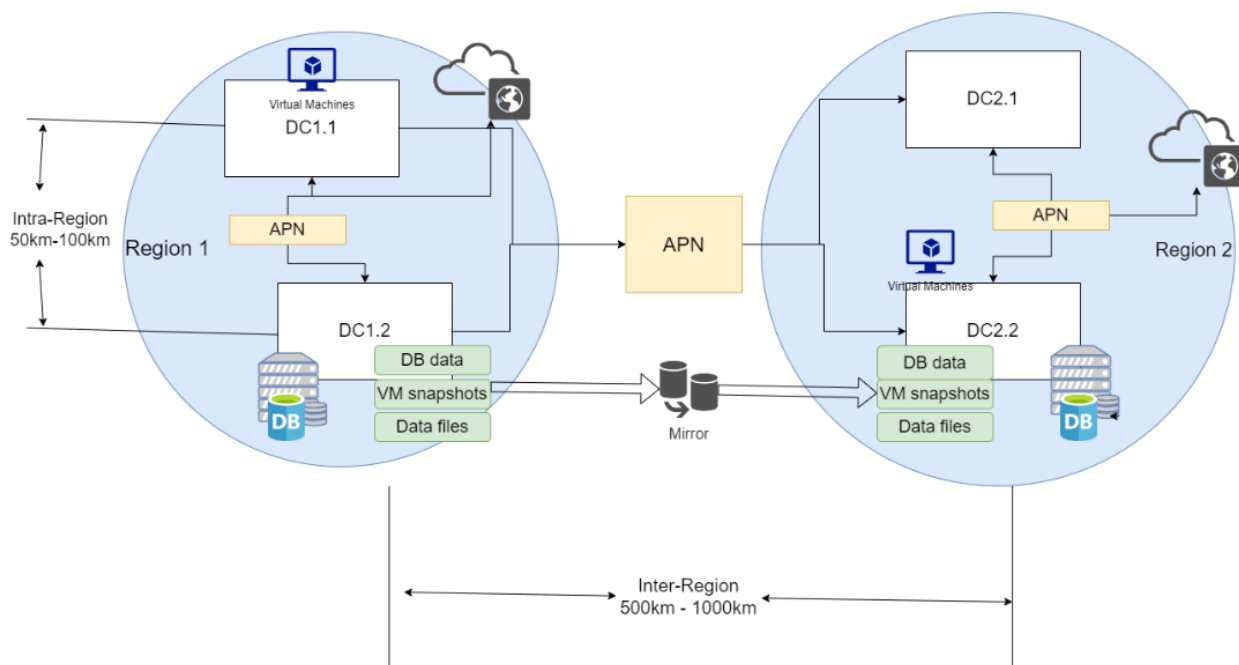 Virtual Machines
DC1.1
Intra-Region
50km-100km
Region 1
APN
DC1.2
DB data
VM snapshots
Data files
DB
APN
Mirror
DC2.1
APN
Region 2
Virtual Machines
DC2.2
DB data
VM snapshots
Data files
DB
Inter-Region
500km - 1000km